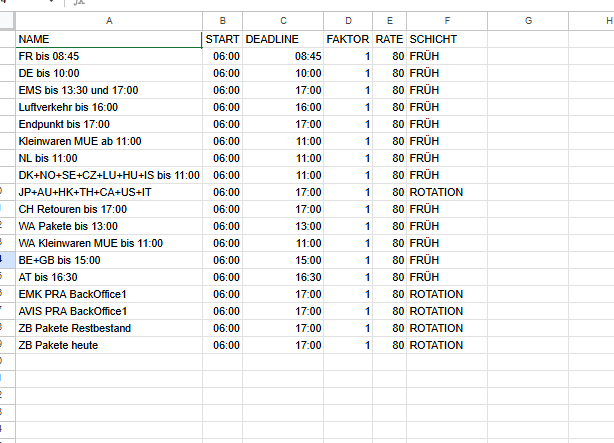 A B C D E F G H
NAME START DEADLINE FAKTOR RATE SCHICHT
FR bis 08:45 06:00 08:45 1 80 FRÜH
DE bis 10:00 06:00 10:00 1 80 FRÜH
EMS bis 13:30 und 17:00 06:00 17:00 1 80 FRÜH
Luftverkehr bis 16:00 06:00 16:00 1 80 FRÜH
Endpunkt bis 17:00 06:00 17:00 1 80 FRÜH
Kleinwaren MUE ab 11:00 06:00 11:00 1 80 FRÜH
NL bis 11:00 06:00 11:00 1 80 FRÜH
DK+NO+SE+CZ+LU+HU+IS bis 11:00 06:00 11:00 1 80 FRÜH
JP+AU+HK+TH+CA+US+IT 06:00 17:00 1 80 ROTATION
CH Retouren bis 17:00 06:00 17:00 1 80 FRÜH
WA Pakete bis 13:00 06:00 13:00 1 80 FRÜH
WA Kleinwaren MUE bis 11:00 06:00 11:00 1 80 FRÜH
BE+GB bis 15:00 06:00 15:00 1 80 FRÜH
AT bis 16:30 06:00 16:30 1 80 FRÜH
EMK PRA BackOffice1 06:00 17:00 1 80 ROTATION
AVIS PRA BackOffice1 06:00 17:00 1 80 ROTATION
ZB Pakete Restbestand 06:00 17:00 1 80 ROTATION
ZB Pakete heute 06:00 17:00 1 80 ROTATION